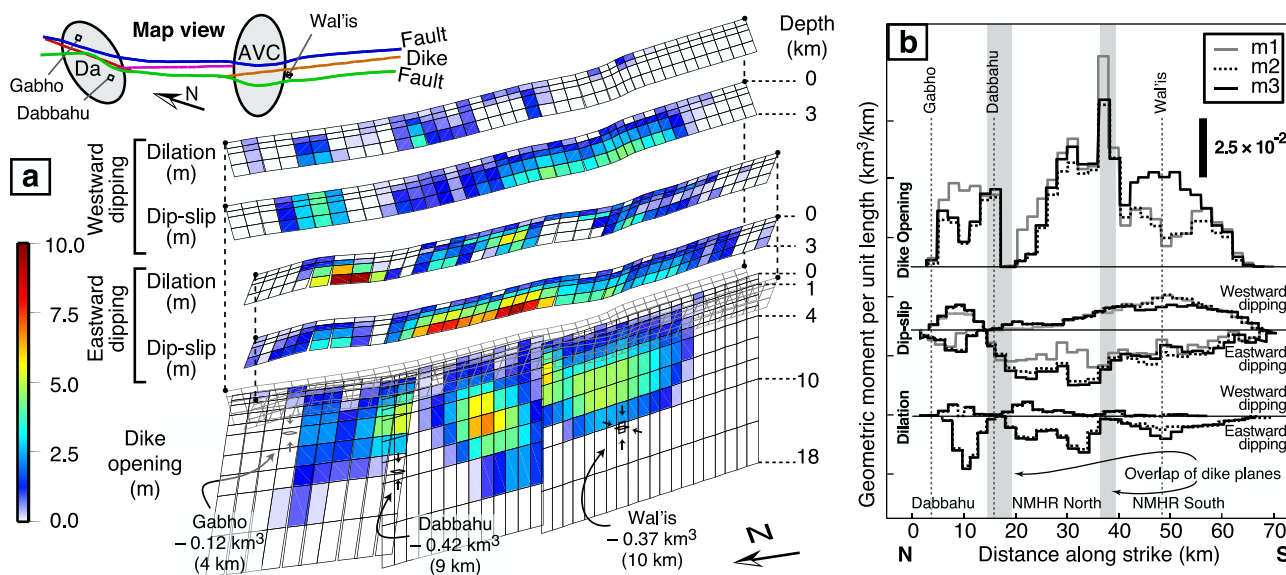 Map view
Gabho
Da
Dabbahu
AVC
Wal'is
Fault
Dike
Fault
N
Depth
(km)
0
3
0
3
0
1
4
10
18
a
10.0
7.5
5.0
2.5
0.0
Westward
dipping
Dilation
(m)
Dip-slip
(m)
Eastward
dipping
Dilation
(m)
Dip-slip
(m)
Dike
opening
(m)
Gabho
– 0.12 km³
(4 km)
Dabbahu
– 0.42 km³
(9 km)
Wal'is
– 0.37 km³
(10 km)
N
b
Gabho
Dabbahu
Wal'is
m1
m2
m3
2.5 × 10⁻²
Geometric moment per unit length (km³/km)
Dike Opening
Dip-slip
Dilation
Westward
dipping
Eastward
dipping
Westward
dipping
Eastward
dipping
Overlap of dike planes
Dabbahu
NMHR North
NMHR South
0 10 20 30 40 50 60 70
N Distance along strike (km) S